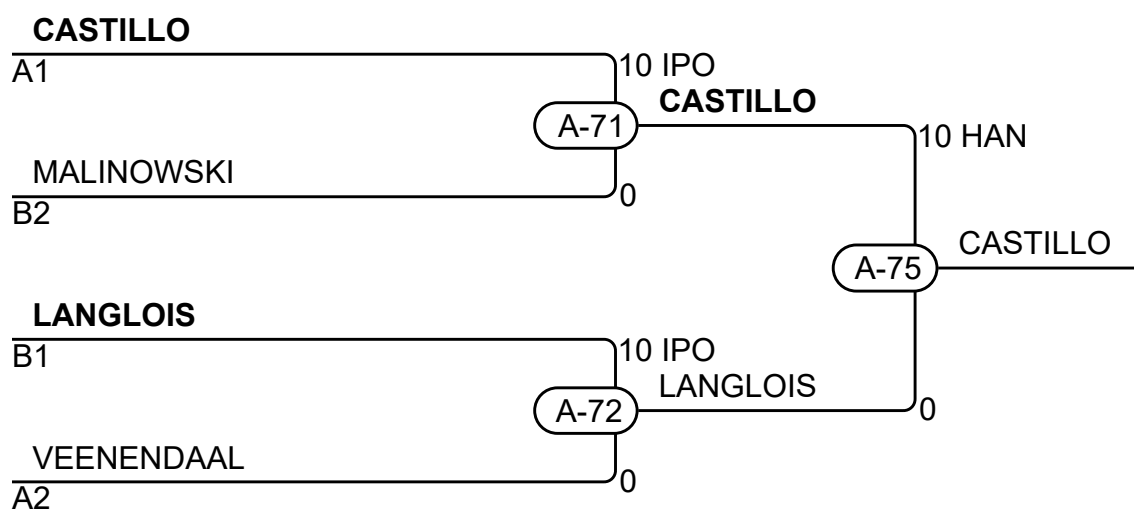 CASTILLO
A1
10 IPO
CASTILLO
A-71
10 HAN
MALINOWSKI
B2
0
CASTILLO
A-75
LANGLOIS
B1
10 IPO
LANGLOIS
A-72
0
VEENENDAAL
A2
0